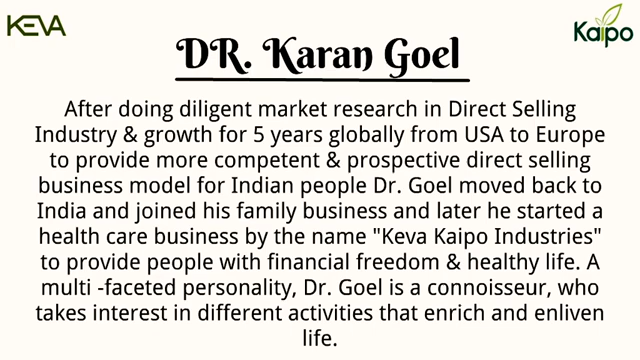 KEVA
Kaipo
DR. Karan Goel
After doing diligent market research in Direct Selling
Industry & growth for 5 years globally from USA to Europe
to provide more competent & prospective direct selling
business model for Indian people Dr. Goel moved back to
India and joined his family business and later he started a
health care business by the name "Keva Kaipo Industries"
to provide people with financial freedom & healthy life. A
multi -faceted personality, Dr. Goel is a connoisseur, who
takes interest in different activities that enrich and enliven
life.